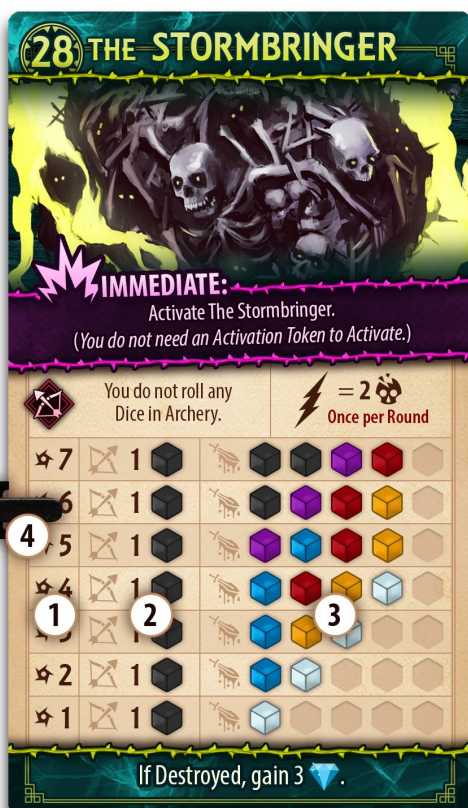 28 THE STORMBRINGER
IMMEDIATE:
Activate The Stormbringer.
(You do not need an Activation Token to Activate.)
You do not roll any
Dice in Archery.
= 2
Once per Round
7 1
6 1
4
5 1
4 1
1 2 3
1
2 1
1 1
If Destroyed, gain 3 .